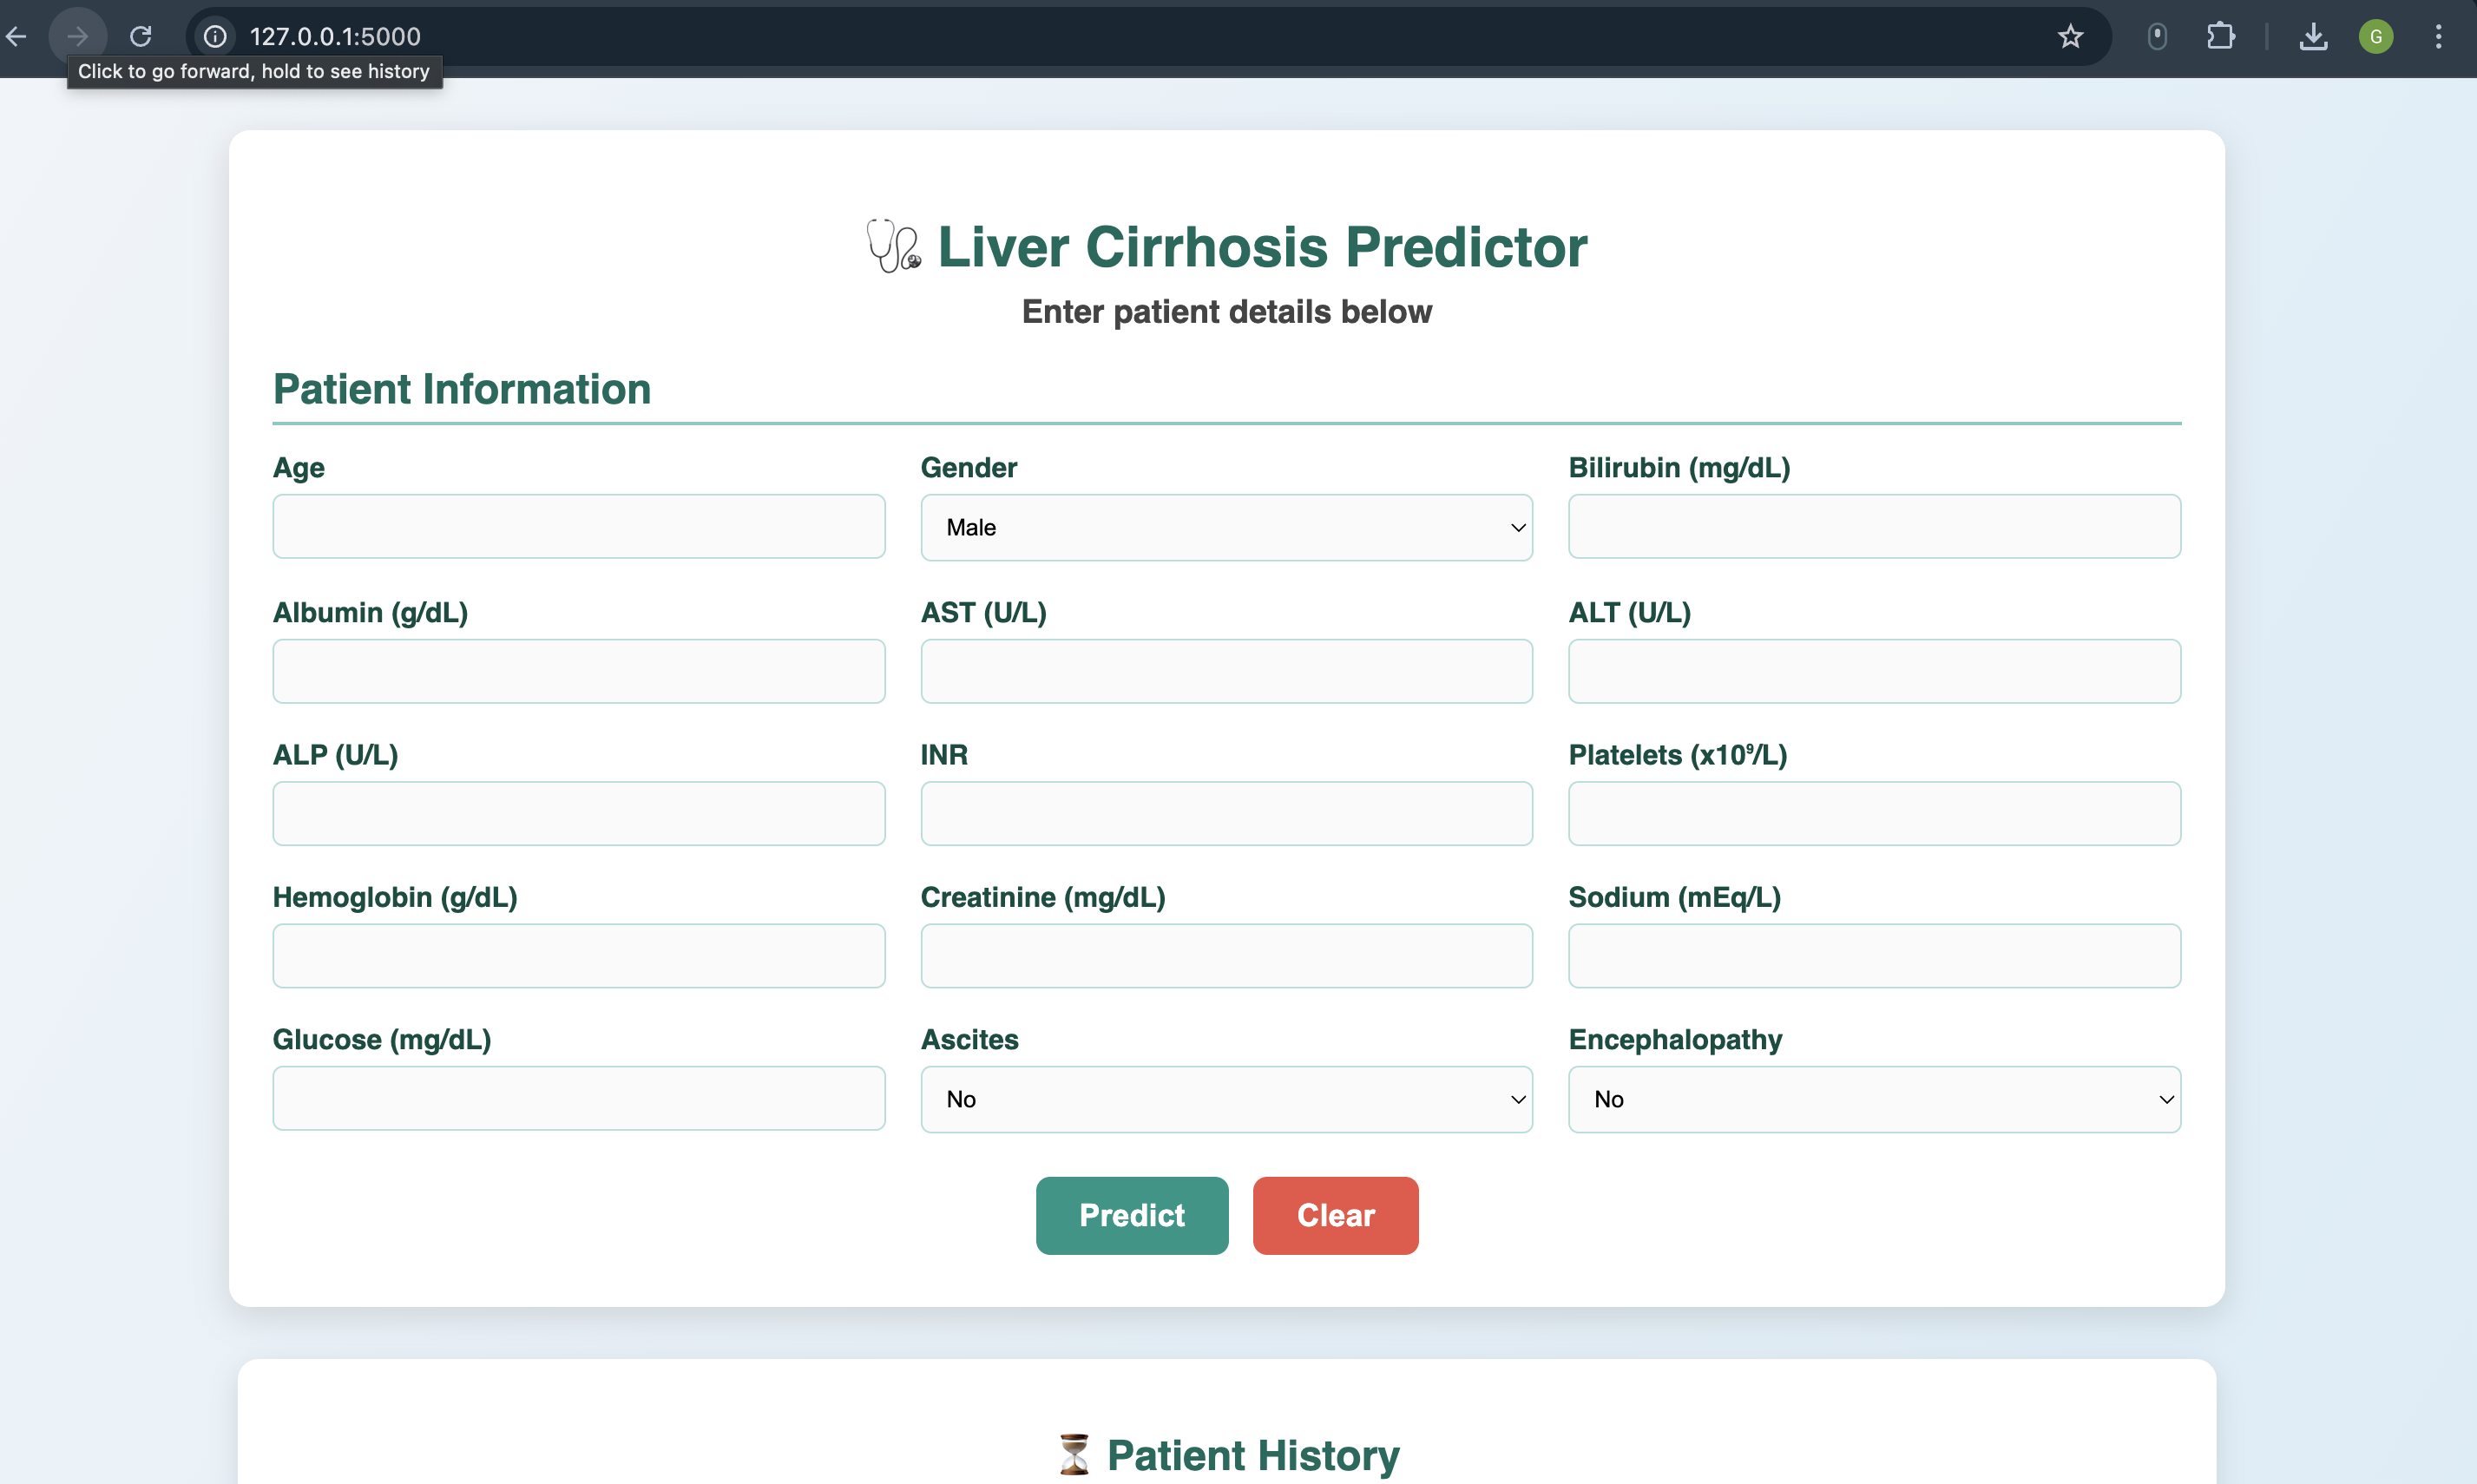 127.0.0.1:5000
G
Click to go forward, hold to see history
Liver Cirrhosis Predictor
Enter patient details below
Patient Information
Age Gender Bilirubin (mg/dL)
Male
Albumin (g/dL) AST (U/L) ALT (U/L)
ALP (U/L) INR Platelets (x10⁹/L)
Hemoglobin (g/dL) Creatinine (mg/dL) Sodium (mEq/L)
Glucose (mg/dL) Ascites Encephalopathy
No No
Predict Clear
Patient History